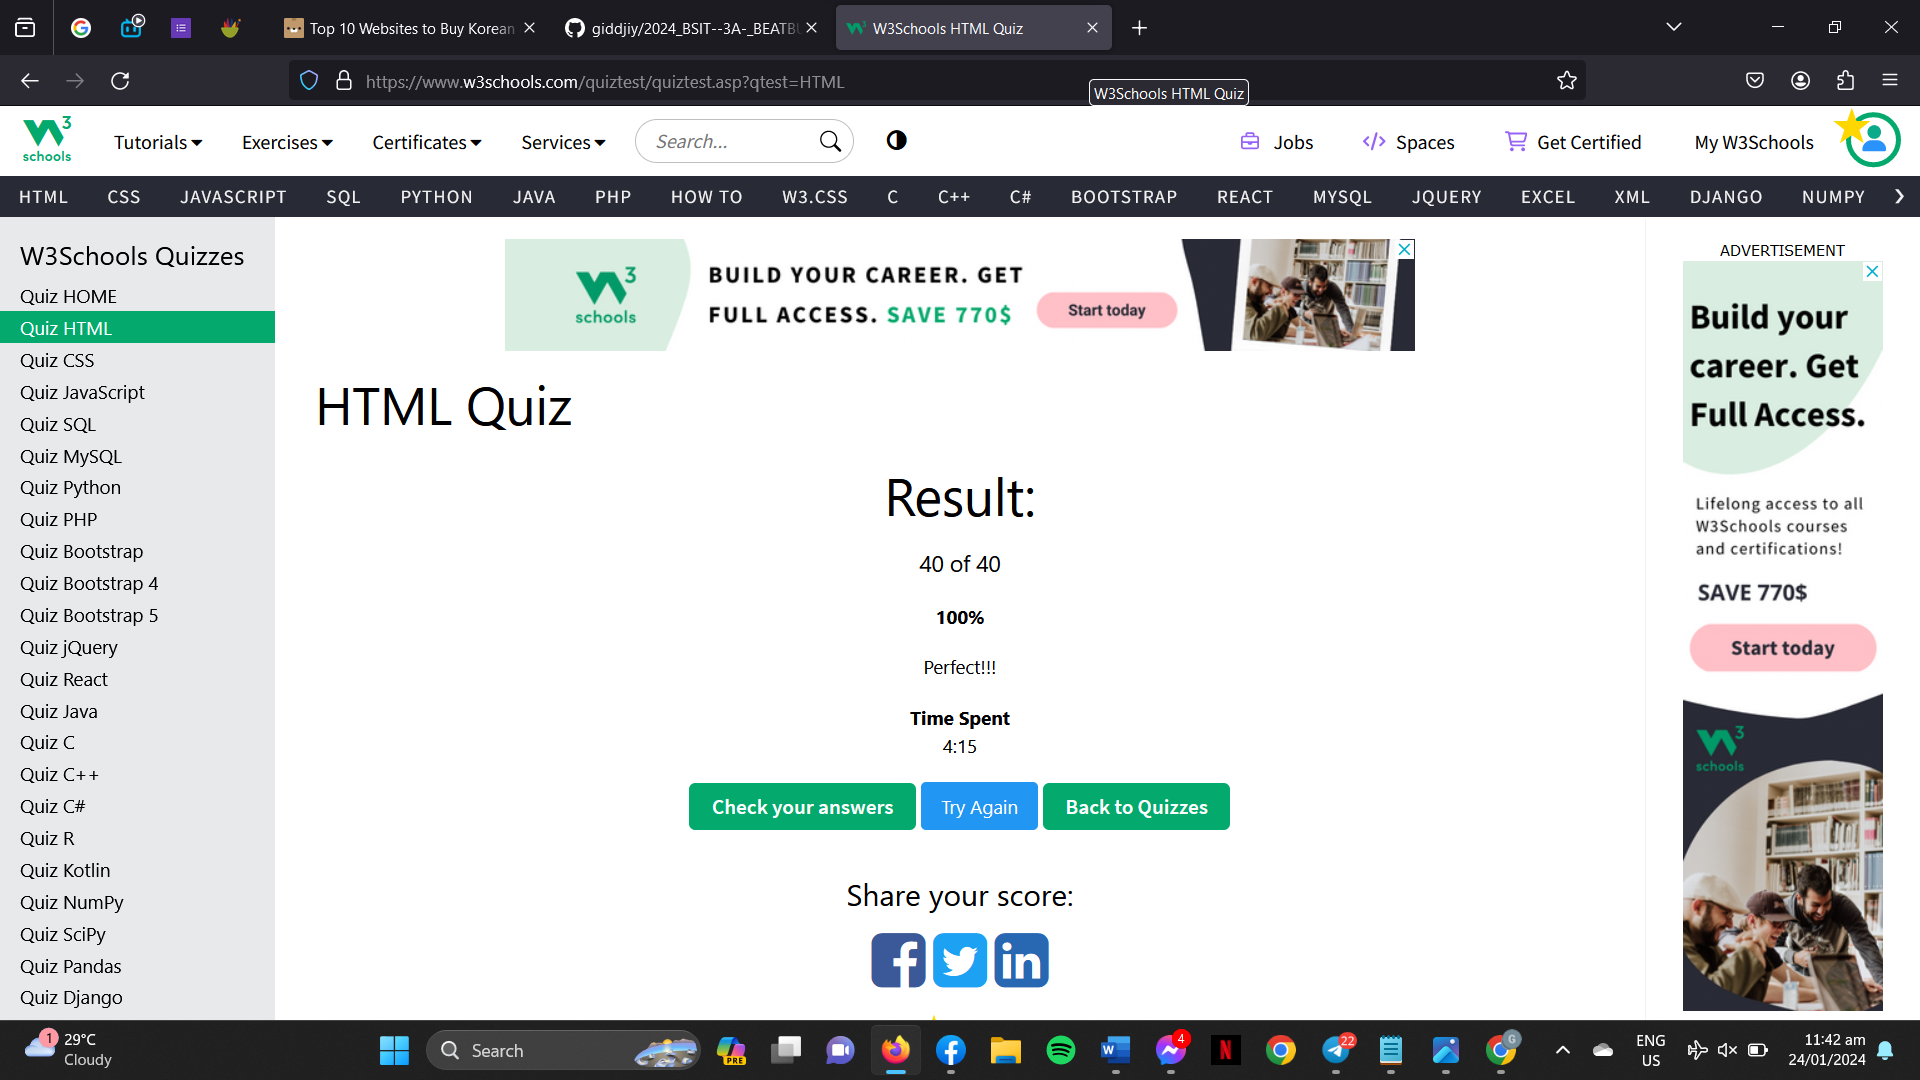 Top 10 Websites to Buy Korean
giddjiy/2024_BSIT--3A-_BEATBU
W3Schools HTML Quiz
https://www.w3schools.com/quiztest/quiztest.asp?qtest=HTML
W3Schools HTML Quiz
3
schools
Tutorials
Exercises
Certificates
Services
Search...
Jobs
Spaces
Get Certified
My W3Schools
HTML CSS JAVASCRIPT SQL PYTHON JAVA PHP HOW TO W3.CSS C C++ C# BOOTSTRAP REACT MYSQL JQUERY EXCEL XML DJANGO NUMPY
W3Schools Quizzes
Quiz HOME
Quiz HTML
Quiz CSS
Quiz JavaScript
Quiz SQL
Quiz MySQL
Quiz Python
Quiz PHP
Quiz Bootstrap
Quiz Bootstrap 4
Quiz Bootstrap 5
Quiz jQuery
Quiz React
Quiz Java
Quiz C
Quiz C++
Quiz C#
Quiz R
Quiz Kotlin
Quiz NumPy
Quiz SciPy
Quiz Pandas
Quiz Django
3
schools
BUILD YOUR CAREER. GET
FULL ACCESS. SAVE 770$
Start today
HTML Quiz
Result:
40 of 40
100%
Perfect!!!
Time Spent
4:15
Check your answers
Try Again
Back to Quizzes
Share your score:
ADVERTISEMENT
Build your
career. Get
Full Access.
Lifelong access to all
W3Schools courses
and certifications!
SAVE 770$
Start today
3
schools
1
29°C
Cloudy
Search
PRE
4
N
22
G
ENG
US
11:42 am
24/01/2024